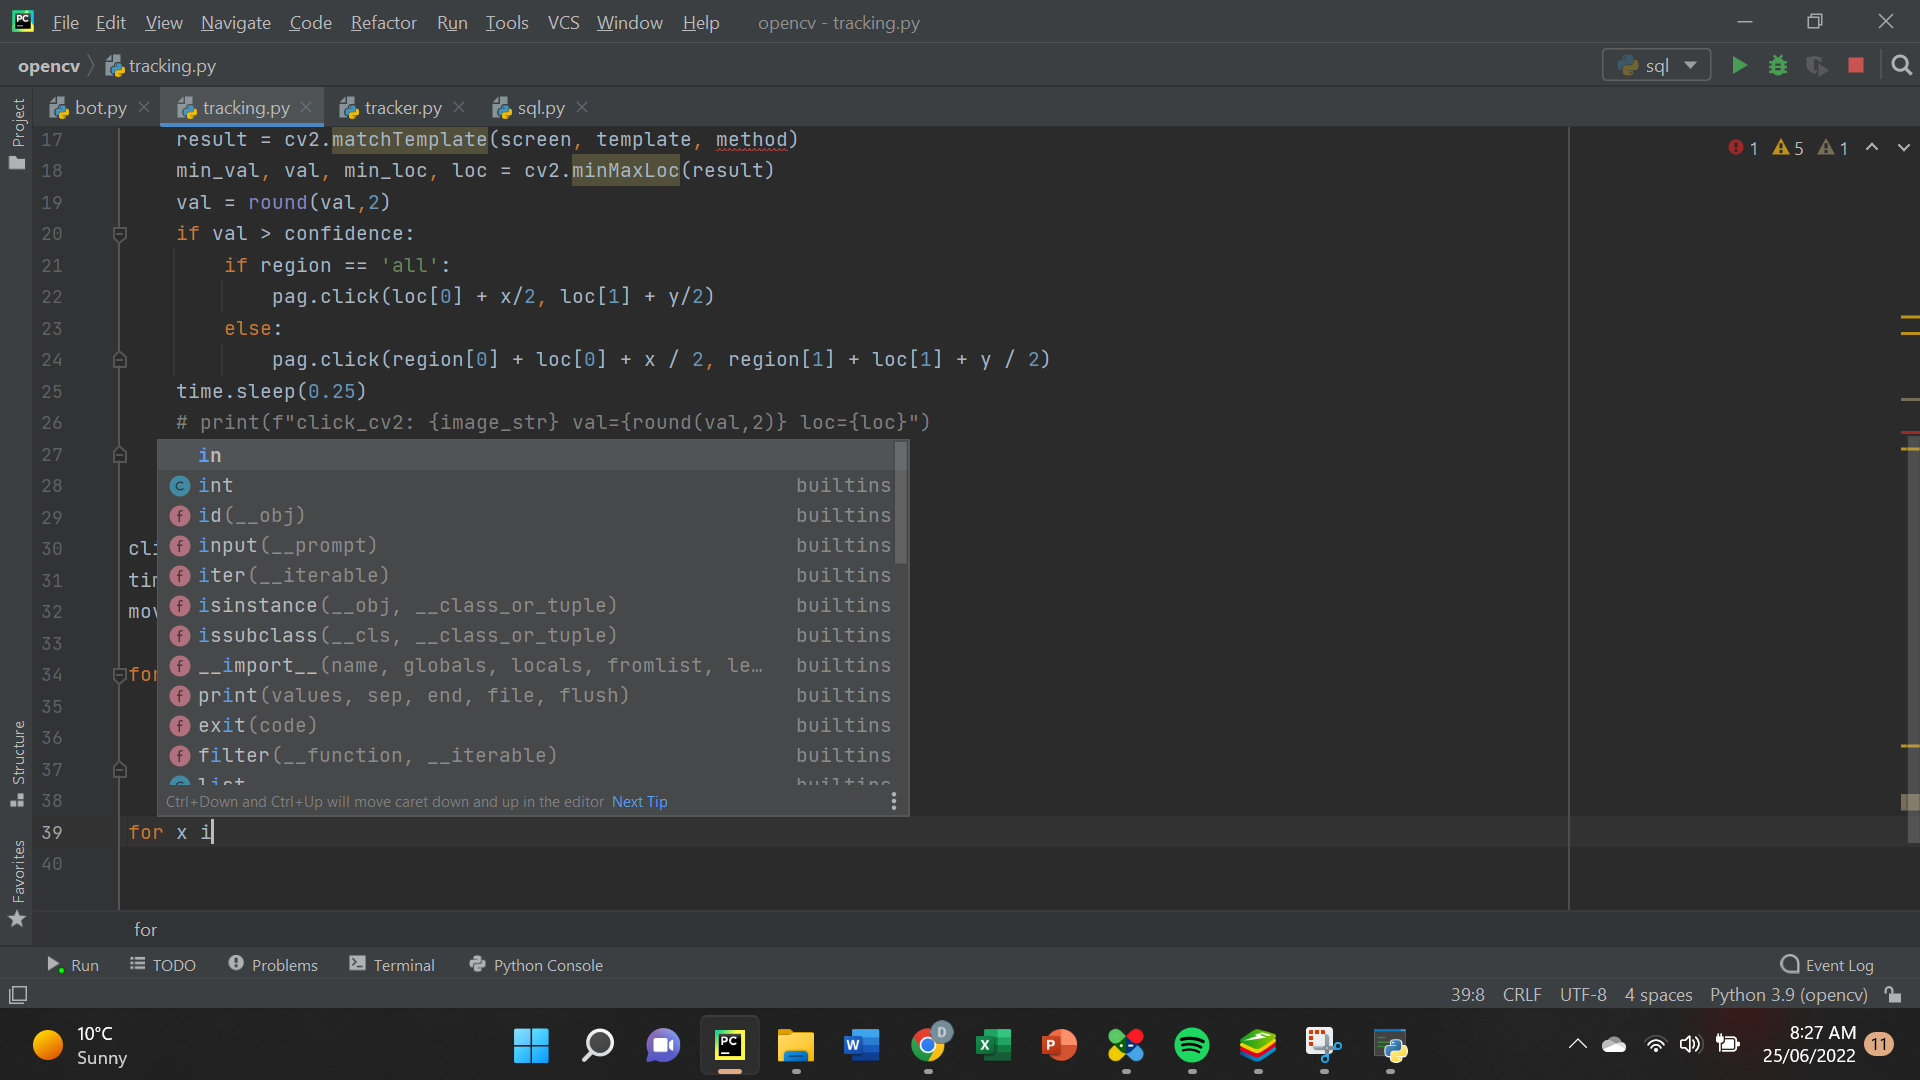 File Edit View Navigate Code Refactor Run Tools VCS Window Help opencv - tracking.py
opencv tracking.py sql
bot.py tracking.py tracker.py sql.py
Project
17 result = cv2.matchTemplate(screen, template, method)
1 5 1
18 min_val, val, min_loc, loc = cv2.minMaxLoc(result)
19 val = round(val,2)
20 if val > confidence:
21 if region == 'all':
22 pag.click(loc[0] + x/2, loc[1] + y/2)
23 else:
24 pag.click(region[0] + loc[0] + x / 2, region[1] + loc[1] + y / 2)
25 time.sleep(0.25)
26 # print(f"click_cv2: {image_str} val={round(val,2)} loc={loc}")
27
28
29
30 cli
31 tim
32 mov
33
34 for
35
36
37
38
39 for x i
40
in
int builtins
id(__obj) builtins
input(__prompt) builtins
iter(__iterable) builtins
isinstance(__obj, __class_or_tuple) builtins
issubclass(__cls, __class_or_tuple) builtins
__import__(name, globals, locals, fromlist, le… builtins
print(values, sep, end, file, flush) builtins
exit(code) builtins
filter(__function, __iterable) builtins
list builtins
Ctrl+Down and Ctrl+Up will move caret down and up in the editor Next Tip
Structure
Favorites
for
Run TODO Problems Terminal Python Console Event Log
39:8 CRLF UTF-8 4 spaces Python 3.9 (opencv)
10°C
Sunny
PC W D X P
8:27 AM
25/06/2022
11